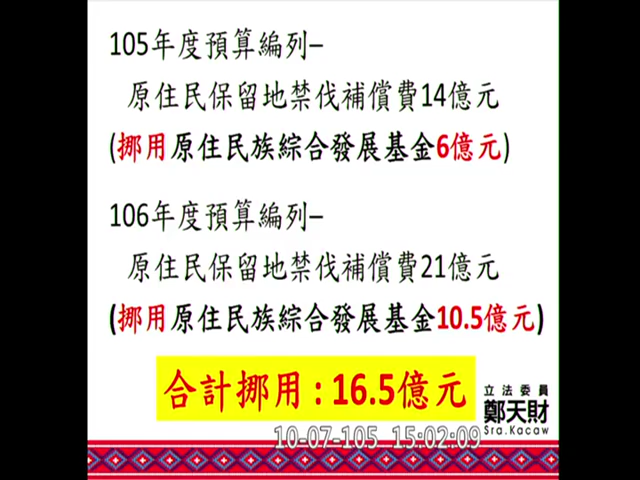 105年度預算編列–
原住民保留地禁伐補償費14億元
(挪用原住民族綜合發展基金6億元)
106年度預算編列–
原住民保留地禁伐補償費21億元
(挪用原住民族綜合發展基金10.5億元)
合計挪用：16.5億元
立法委員
鄭天財
Sra.Kacaw
10-07-105 15:02:09